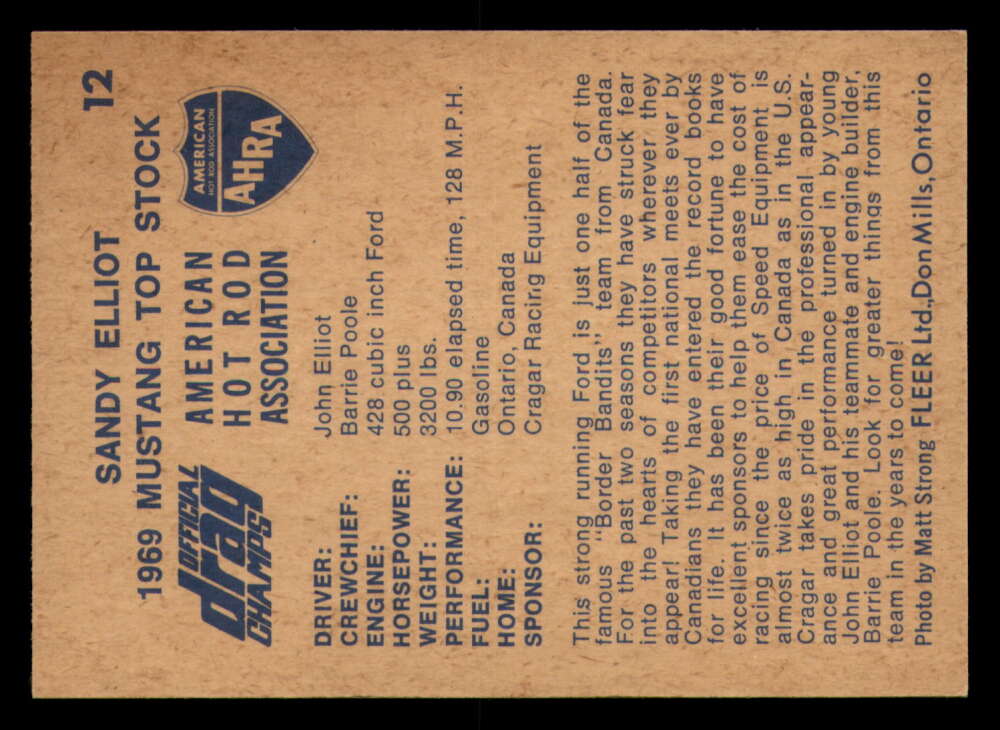 SANDY ELLIOT 12
1969 MUSTANG TOP STOCK
OFFICIAL
drag
CHAMPS
AMERICAN
HOT ROD
ASSOCIATION
AMERICAN
HOT ROD ASSOCIATION
AHRA
DRIVER: John Elliot
CREWCHIEF: Barrie Poole
ENGINE: 428 cubic inch Ford
HORSEPOWER: 500 plus
WEIGHT: 3200 lbs.
PERFORMANCE: 10.90 elapsed time, 128 M.P.H.
FUEL: Gasoline
HOME: Ontario, Canada
SPONSOR: Cragar Racing Equipment
This strong running Ford is just one half of the
famous "Border Bandits" team from Canada.
For the past two seasons they have struck fear
into the hearts of competitors wherever they
appear! Taking the first national meets ever by
Canadians they have entered the record books
for life. It has been their good fortune to have
excellent sponsors to help them ease the cost of
racing since the price of Speed Equipment is
almost twice as high in Canada as in the U.S.
Cragar takes pride in the professional appear-
ance and great performance turned in by young
John Elliot and his teammate and engine builder,
Barrie Poole. Look for greater things from this
team in the years to come!
Photo by Matt Strong FLEER Ltd., Don Mills, Ontario